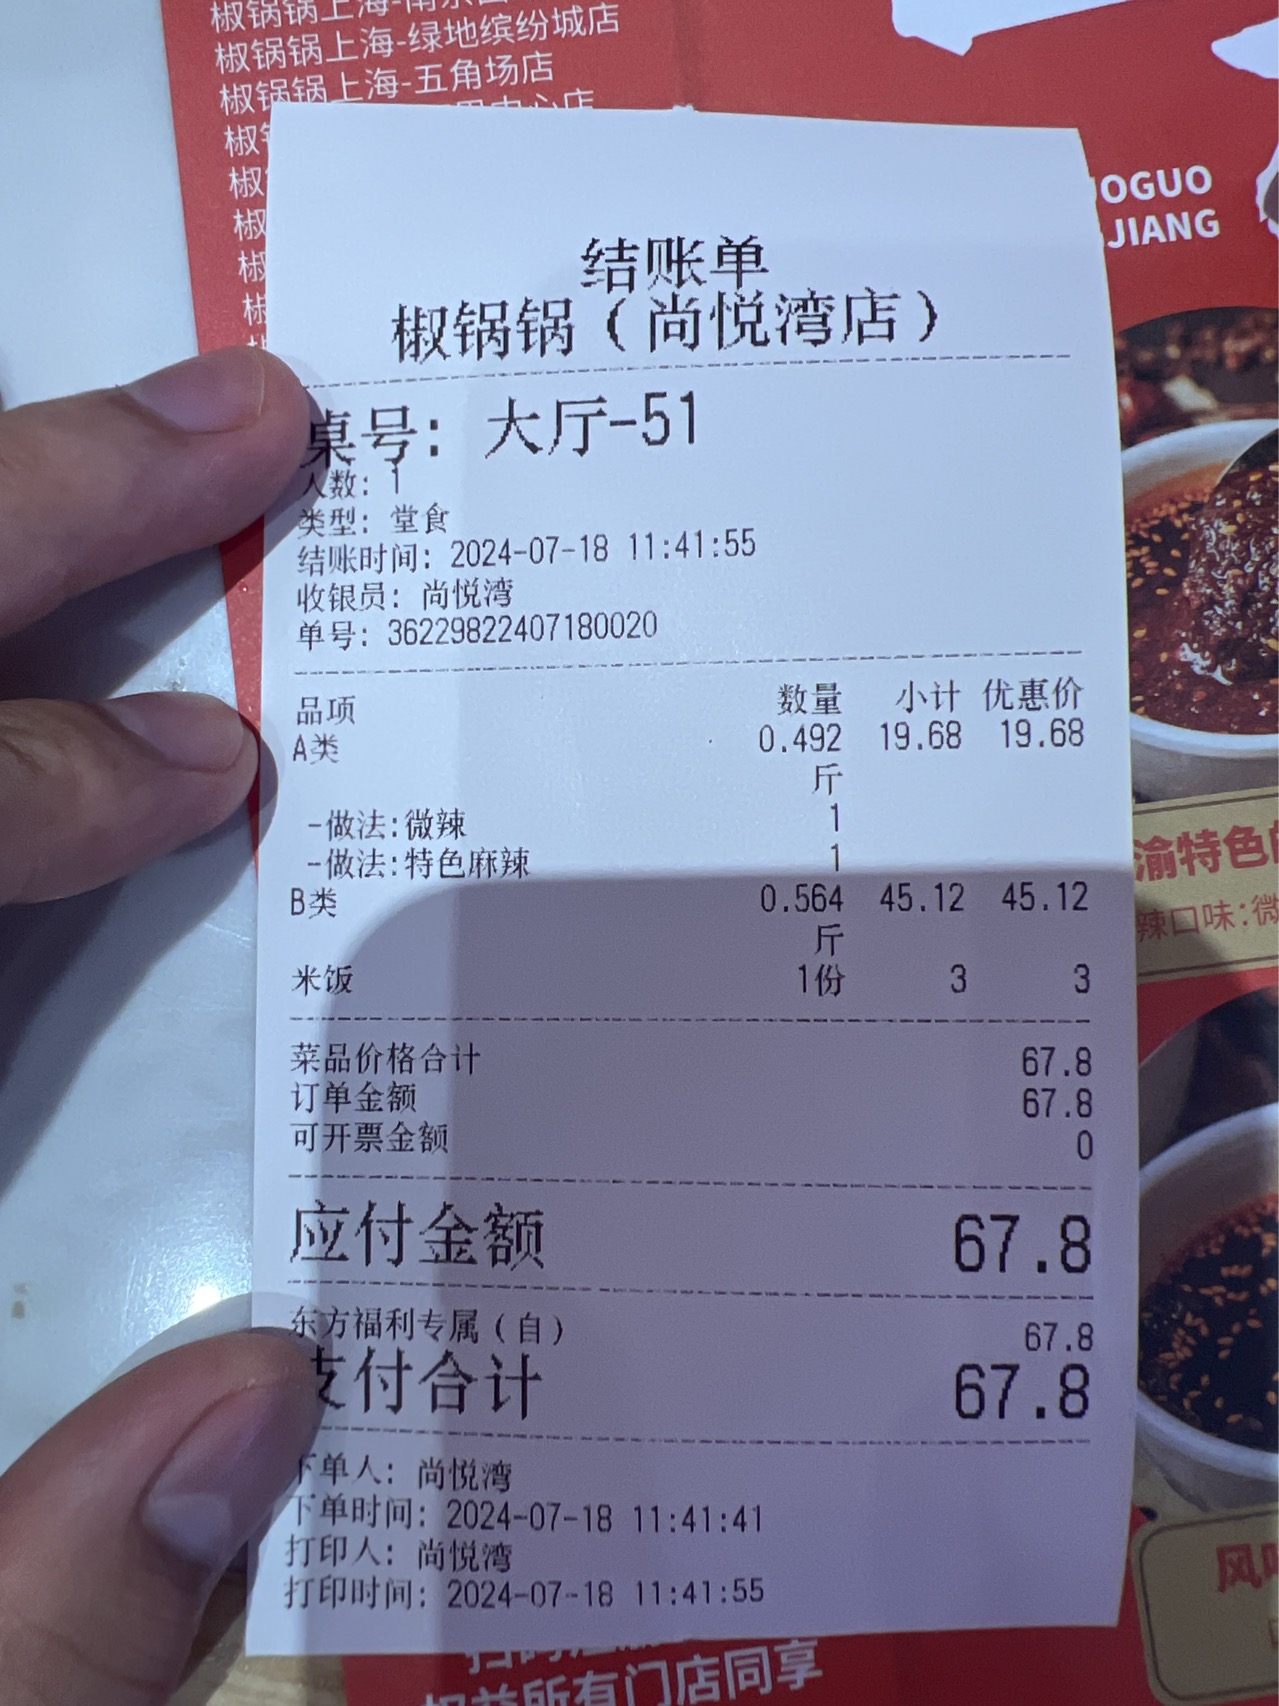 椒锅锅上海-绿地缤纷城店
椒锅锅上海-五角场店
OGUO
JIANG
结账单
椒锅锅（尚悦湾店）
桌号：大厅-51
人数：1
类型：堂食
结账时间：2024-07-18 11:41:55
收银员：尚悦湾
单号：36229822407180020
品项 数量 小计 优惠价
A类 0.492 19.68 19.68
斤
-做法:微辣 1
-做法:特色麻辣 1
B类 0.564 45.12 45.12
斤
米饭 1份 3 3
菜品价格合计 67.8
订单金额 67.8
可开票金额 0
应付金额 67.8
东方福利专属（自） 67.8
支付合计 67.8
下单人：尚悦湾
下单时间：2024-07-18 11:41:41
打印人：尚悦湾
打印时间：2024-07-18 11:41:55
渝特色
辣口味:微
所有门店同享